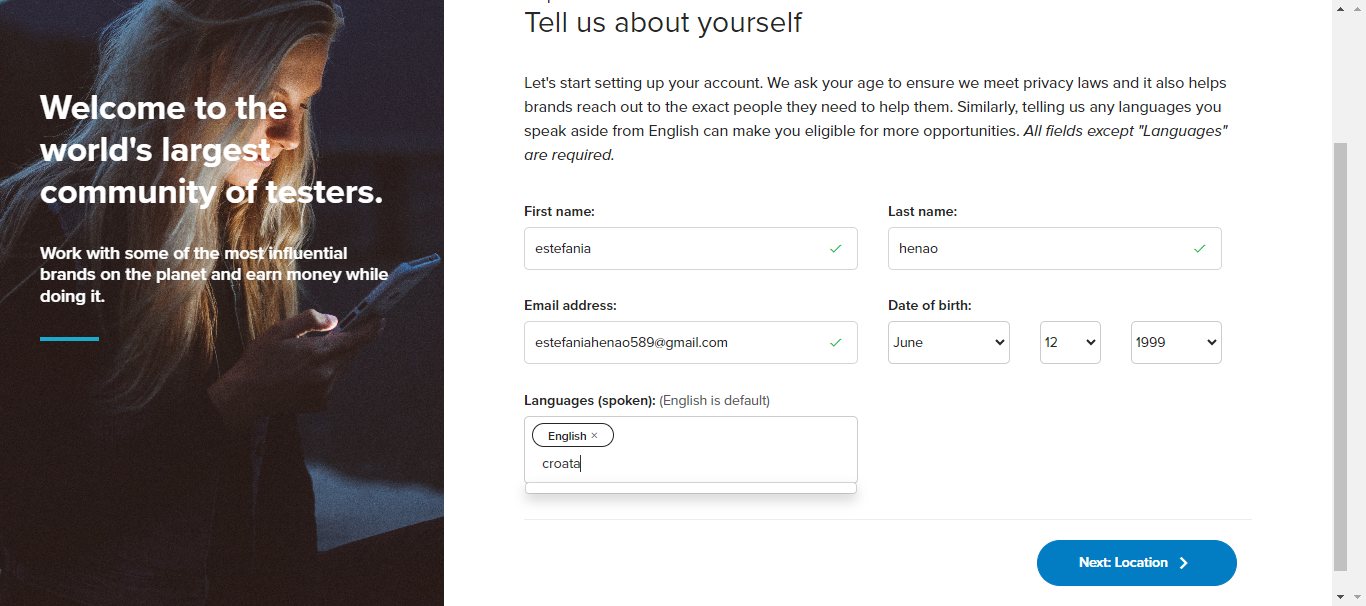 Welcome to the
world's largest
community of testers.
Work with some of the most influential
brands on the planet and earn money while
doing it.
Tell us about yourself
Let's start setting up your account. We ask your age to ensure we meet privacy laws and it also helps
brands reach out to the exact people they need to help them. Similarly, telling us any languages you
speak aside from English can make you eligible for more opportunities. All fields except "Languages"
are required.
First name:
Last name:
estefania
henao
Email address:
Date of birth:
estefaniahenao589@gmail.com
June
12
1999
Languages (spoken): (English is default)
English ×
croata
Next: Location